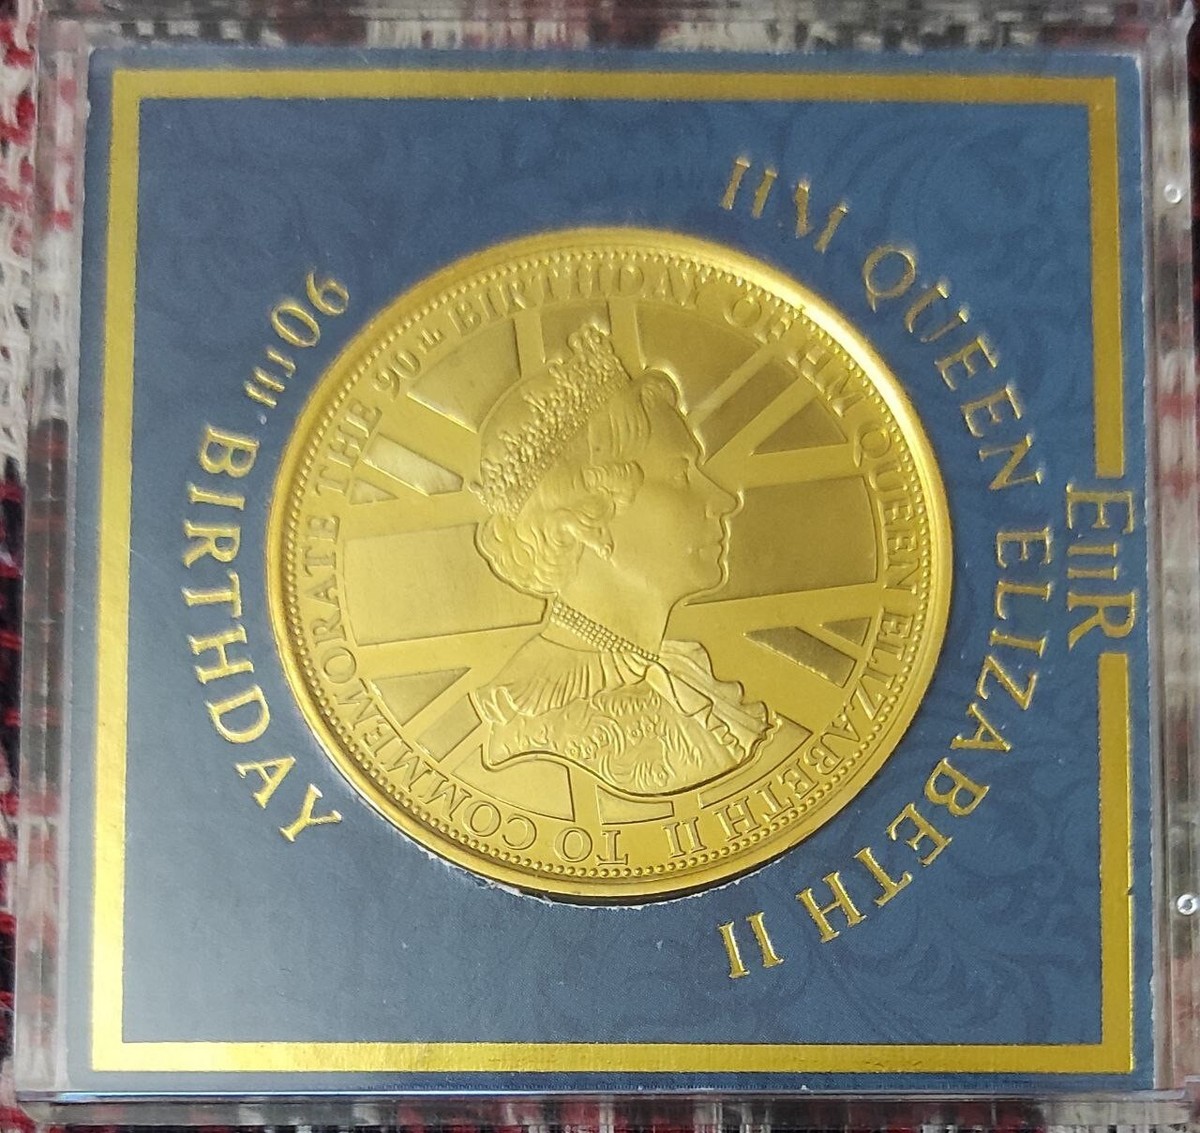 HM QUEEN ELIZABETH II
90TH BIRTHDAY
EIIR
TO COMMEMORATE THE 90TH BIRTHDAY OF HM QUEEN ELIZABETH II